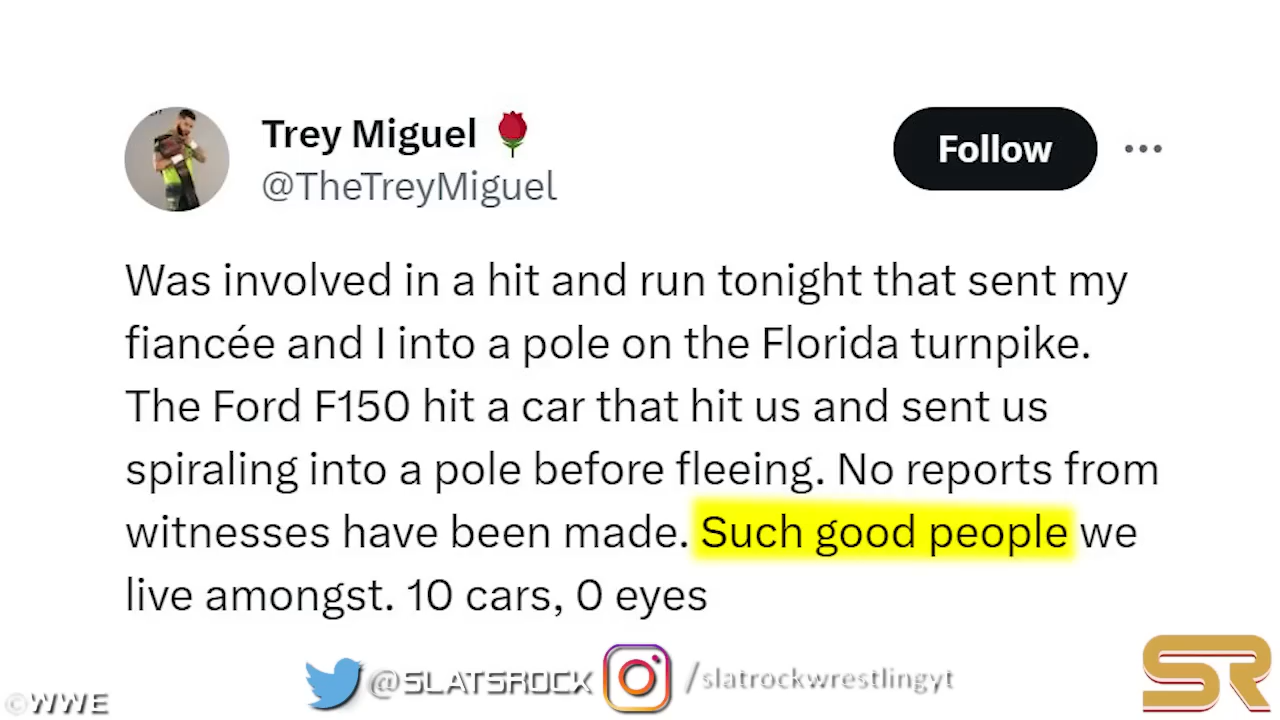 Trey Miguel
@TheTreyMiguel
Follow
Was involved in a hit and run tonight that sent my
fiancée and I into a pole on the Florida turnpike.
The Ford F150 hit a car that hit us and sent us
spiraling into a pole before fleeing. No reports from
witnesses have been made. Such good people we
live amongst. 10 cars, 0 eyes
@SLATSROCK /slatrockwrestlingyt
SR
©WWE